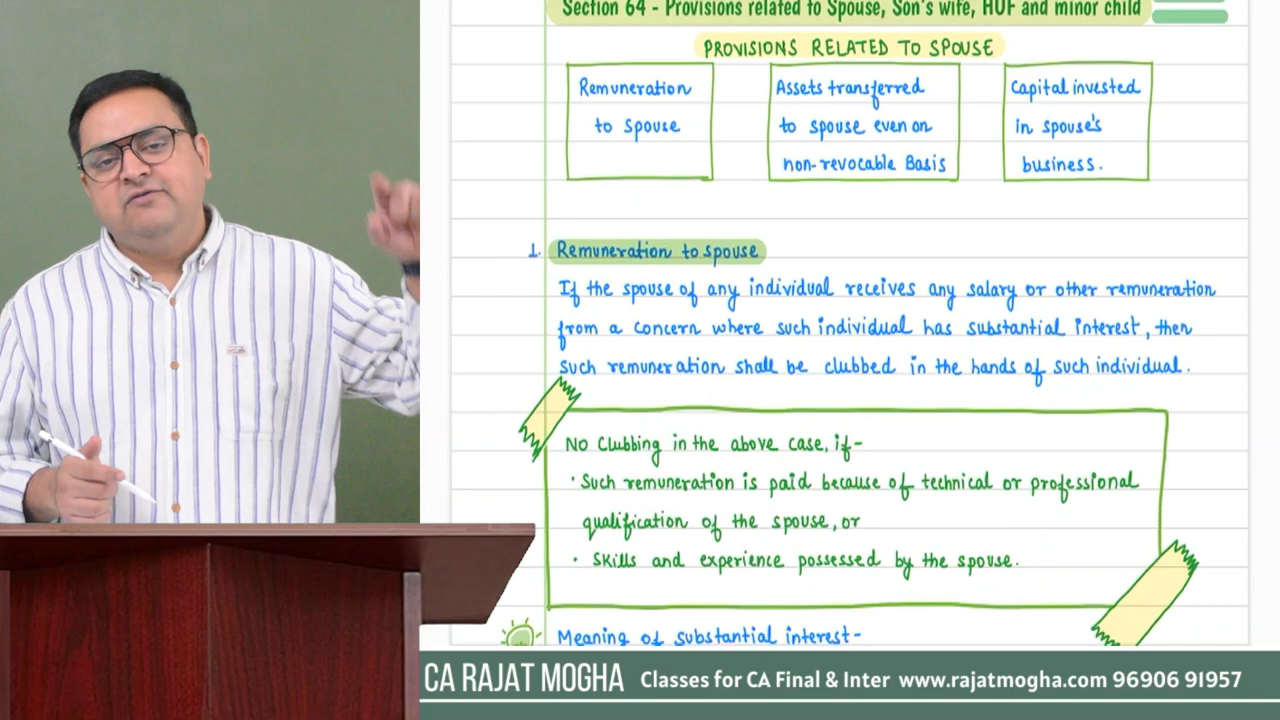 Section 64 - Provisions related to Spouse, Son's wife, HUF and minor child
PROVISIONS RELATED TO SPOUSE
Remuneration
to Spouse
Assets transferred
to spouse even on
non-revocable Basis
Capital invested
in spouse's
business.
1. Remuneration to spouse
If the spouse of any individual receives any salary or other remuneration
from a concern where such individual has substantial interest, then
such remuneration shall be clubbed in the hands of such individual.
No Clubbing in the above case, if-
· Such remuneration is paid because of technical or professional
qualification of the spouse, or
· Skills and experience possessed by the spouse.
Meaning of substantial interest-
CA RAJAT MOGHA Classes for CA Final & Inter www.rajatmogha.com 96906 91957